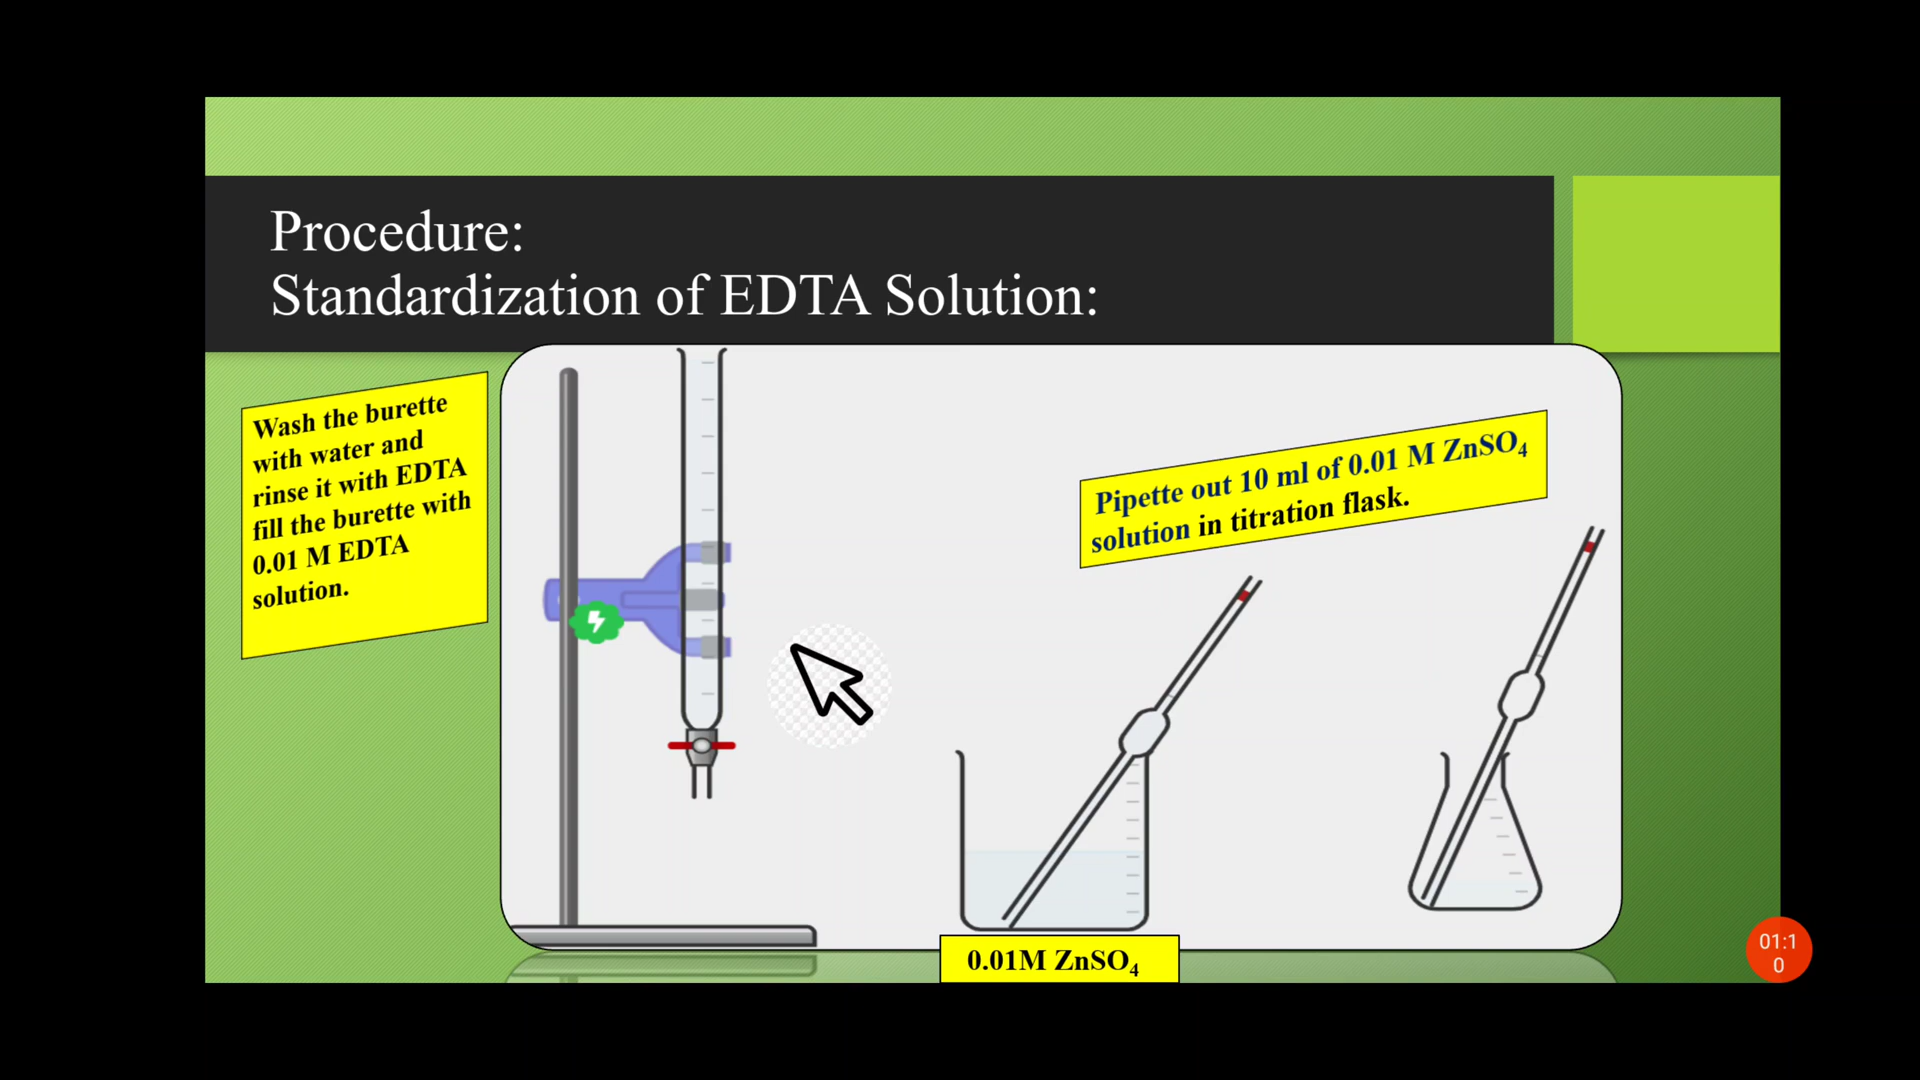 Procedure:
Standardization of EDTA Solution:
Wash the burette
with water and
rinse it with EDTA
fill the burette with
0.01 M EDTA
solution.
Pipette out 10 ml of 0.01 M ZnSO₄
solution in titration flask.
0.01M ZnSO₄
01:1
0